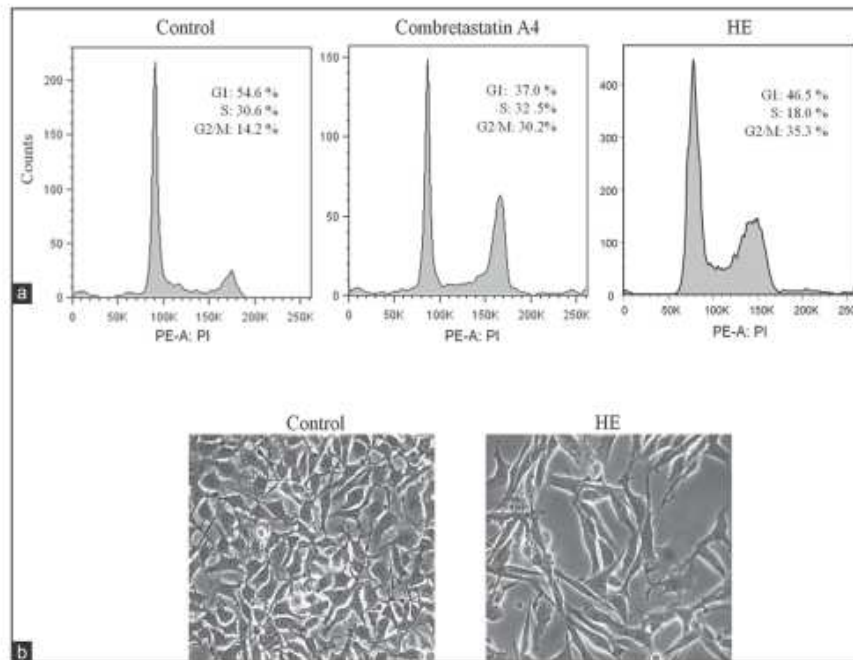 Control
Combretastatin A4
HE
200
150
100
50
0
Counts
G1: 54.6 %
S: 30.6 %
G2/M: 14.2 %
0 50K 100K 150K 200K 250K
PE-A: PI
150
100
50
0
G1: 37.0 %
S: 32 .5%
G2/M: 30.2%
0 50K 100K 150K 200K 250K
PE-A: PI
400
300
200
100
0
G1: 46.5 %
S: 18.0 %
G2/M: 35.3 %
0 50K 100K 150K 200K 250K
PE-A: PI
a
Control
HE
b